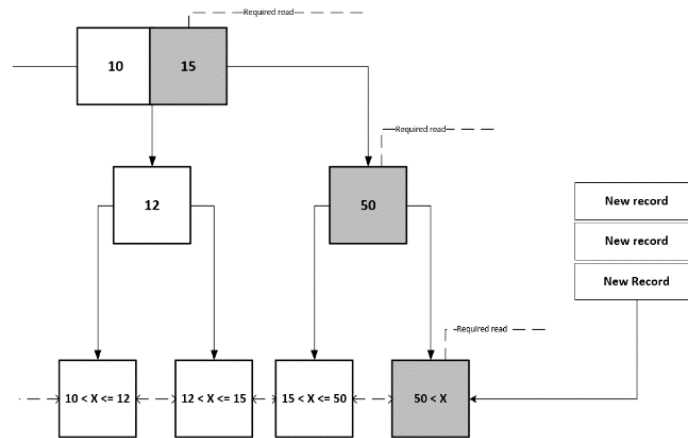 Required read
10
15
Required read
12
50
New record
New record
New Record
Required read
10 < X <= 12
12 < X <= 15
15 < X <= 50
50 < X